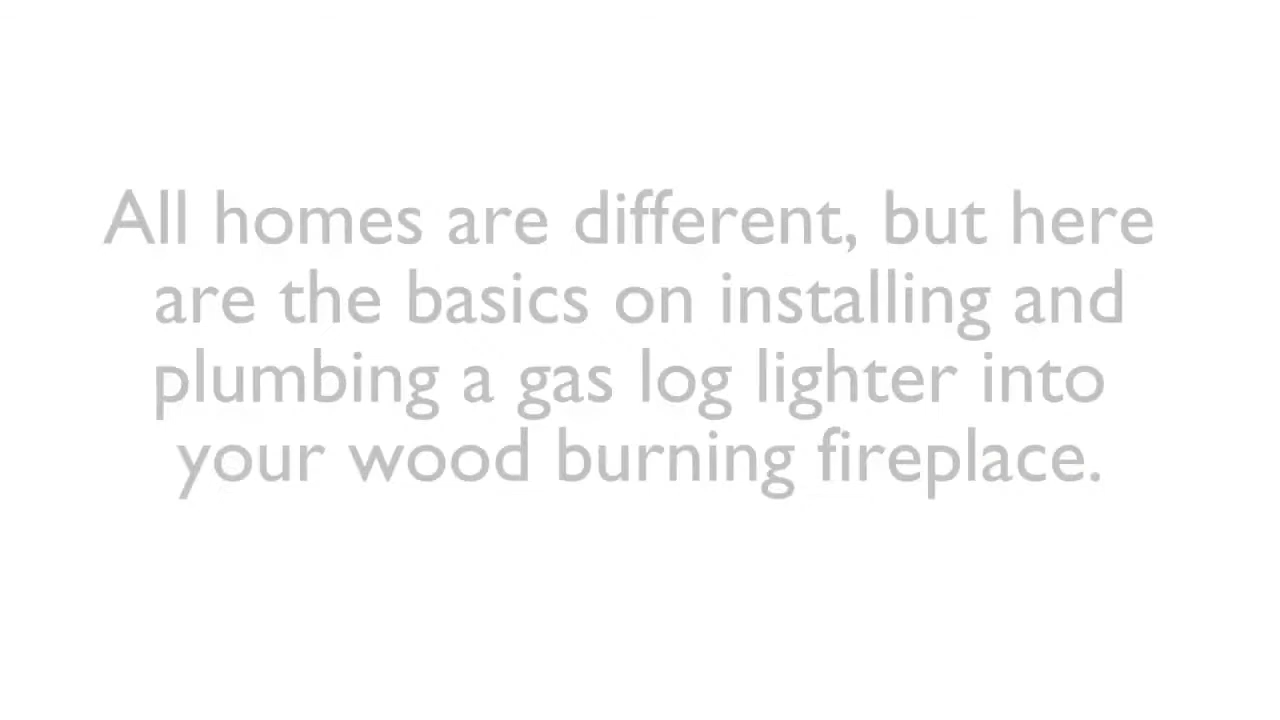 All homes are different, but here
are the basics on installing and
plumbing a gas log lighter into
your wood burning fireplace.